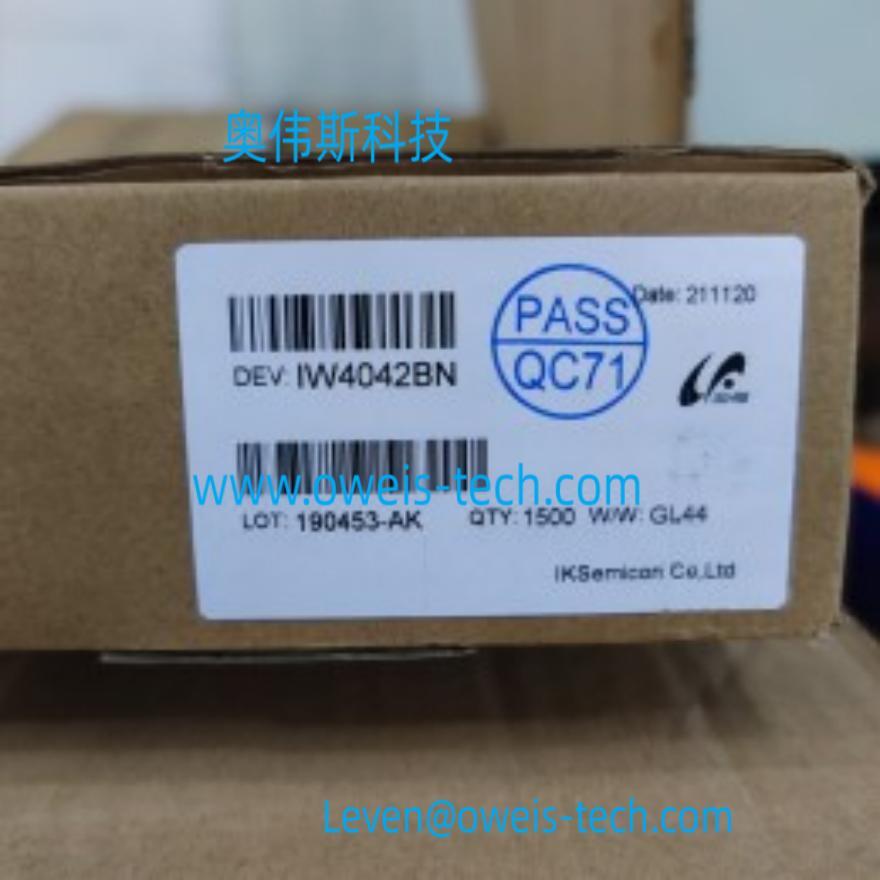 奥伟斯科技
PASS
QC71
Date: 211120
DEV: IW4042BN
www.oweis-tech.com
LOT: 190453-AK QTY: 1500 W/W: GL44
IKSemicon Co,Ltd
Leven@oweis-tech.com